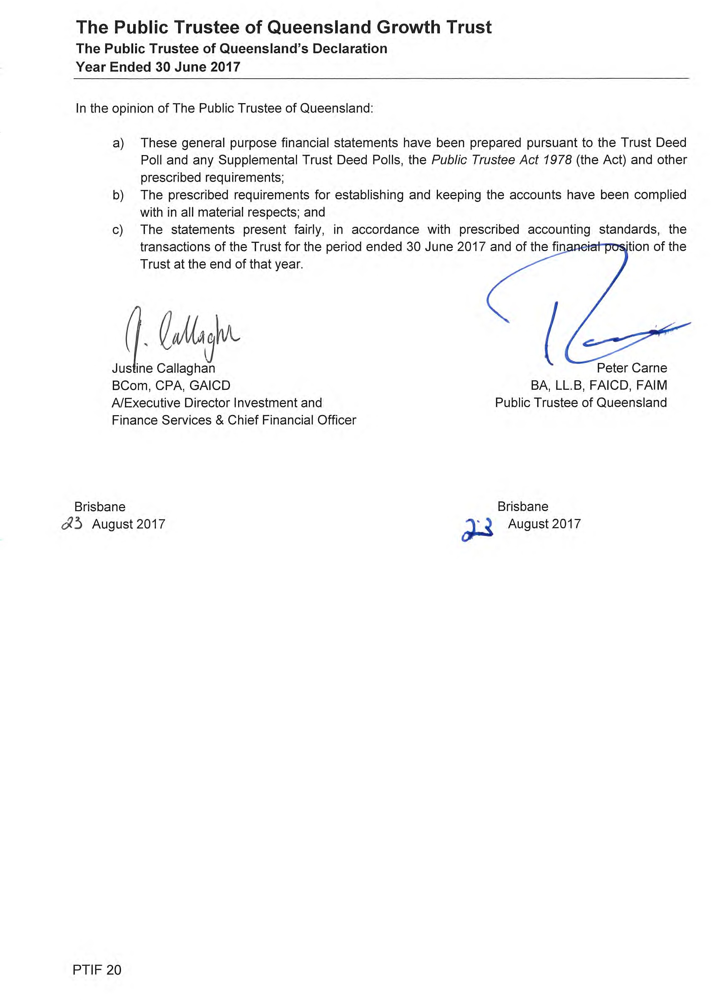 The Public Trustee of Queensland Growth Trust
The Public Trustee of Queensland's Declaration
Year Ended 30 June 2017
In the opinion of The Public Trustee of Queensland:
a) These general purpose financial statements have been prepared pursuant to the Trust Deed
Poll and any Supplemental Trust Deed Polls, the Public Trustee Act 1978 (the Act) and other
prescribed requirements;
b) The prescribed requirements for establishing and keeping the accounts have been complied
with in all material respects; and
c) The statements present fairly, in accordance with prescribed accounting standards, the
transactions of the Trust for the period ended 30 June 2017 and of the financial position of the
Trust at the end of that year.
J. Callaghan
Justine Callaghan
BCom, CPA, GAICD
A/Executive Director Investment and
Finance Services & Chief Financial Officer
Peter Carne
BA, LL.B, FAICD, FAIM
Public Trustee of Queensland
Brisbane
23 August 2017
Brisbane
23 August 2017
PTIF 20